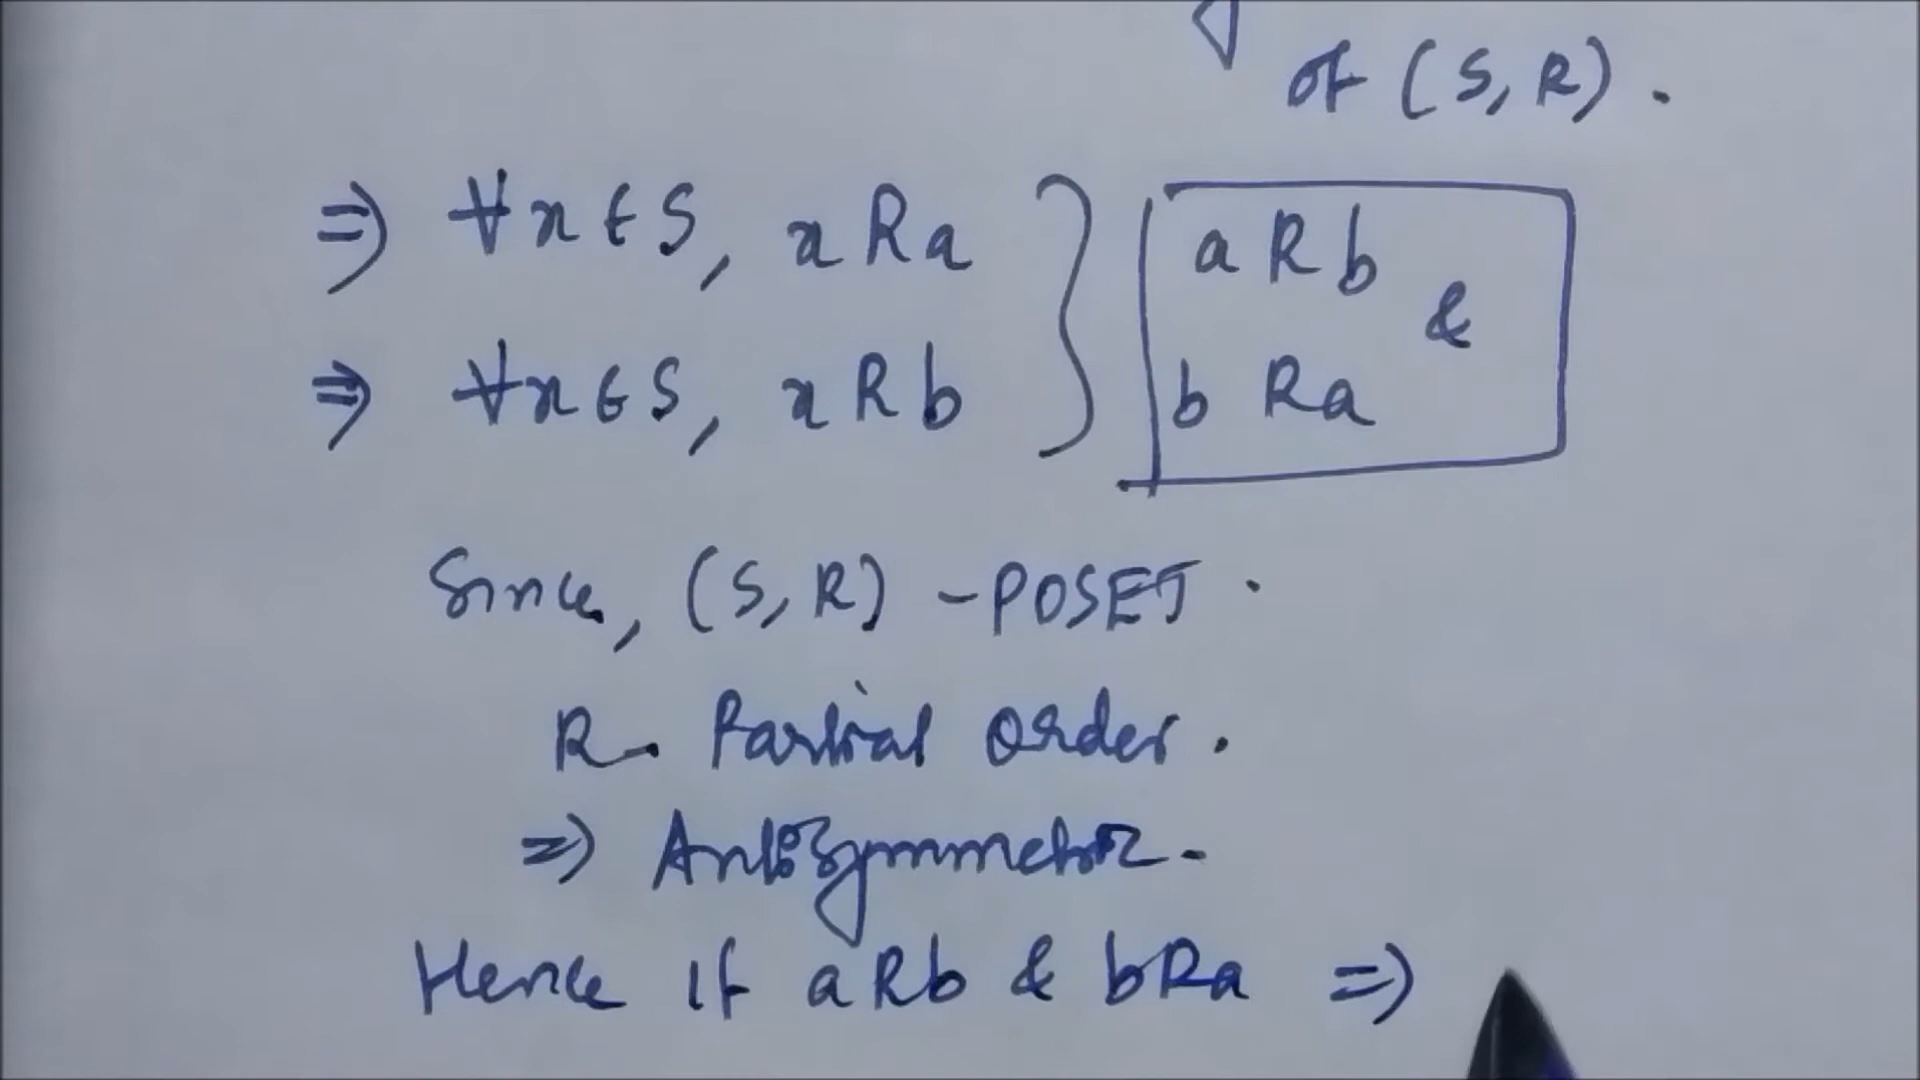 of (S, R).
⇒ ∀x∈S, xRa } aRb &
⇒ ∀x∈S, xRb bRa
Since, (S, R) - POSET.
R - Partial Order.
⇒ Antisymmetric.
Hence if aRb & bRa ⇒